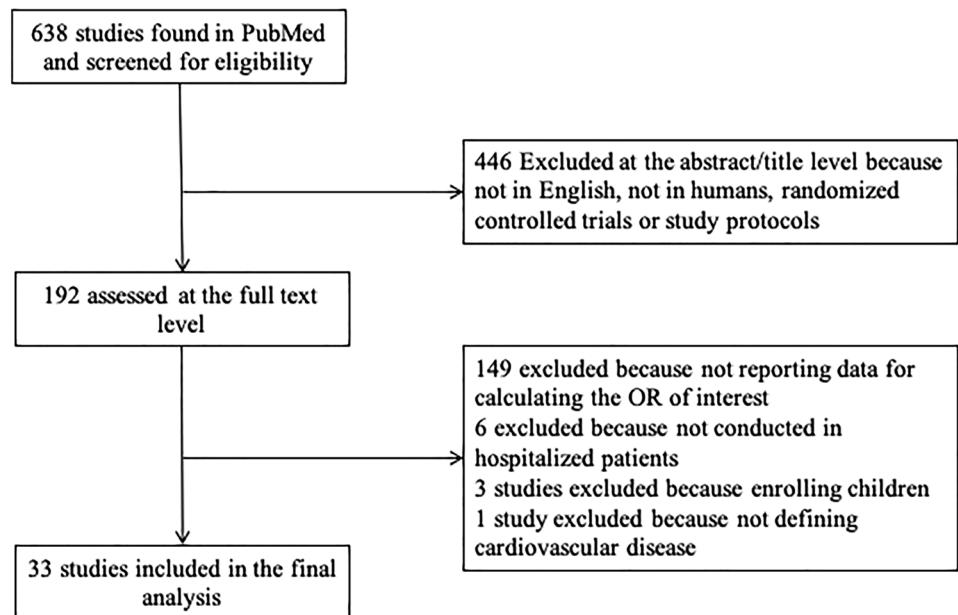 638 studies found in PubMed
and screened for eligibility
446 Excluded at the abstract/title level because
not in English, not in humans, randomized
controlled trials or study protocols
192 assessed at the full text
level
149 excluded because not reporting data for
calculating the OR of interest
6 excluded because not conducted in
hospitalized patients
3 studies excluded because enrolling children
1 study excluded because not defining
cardiovascular disease
33 studies included in the final
analysis